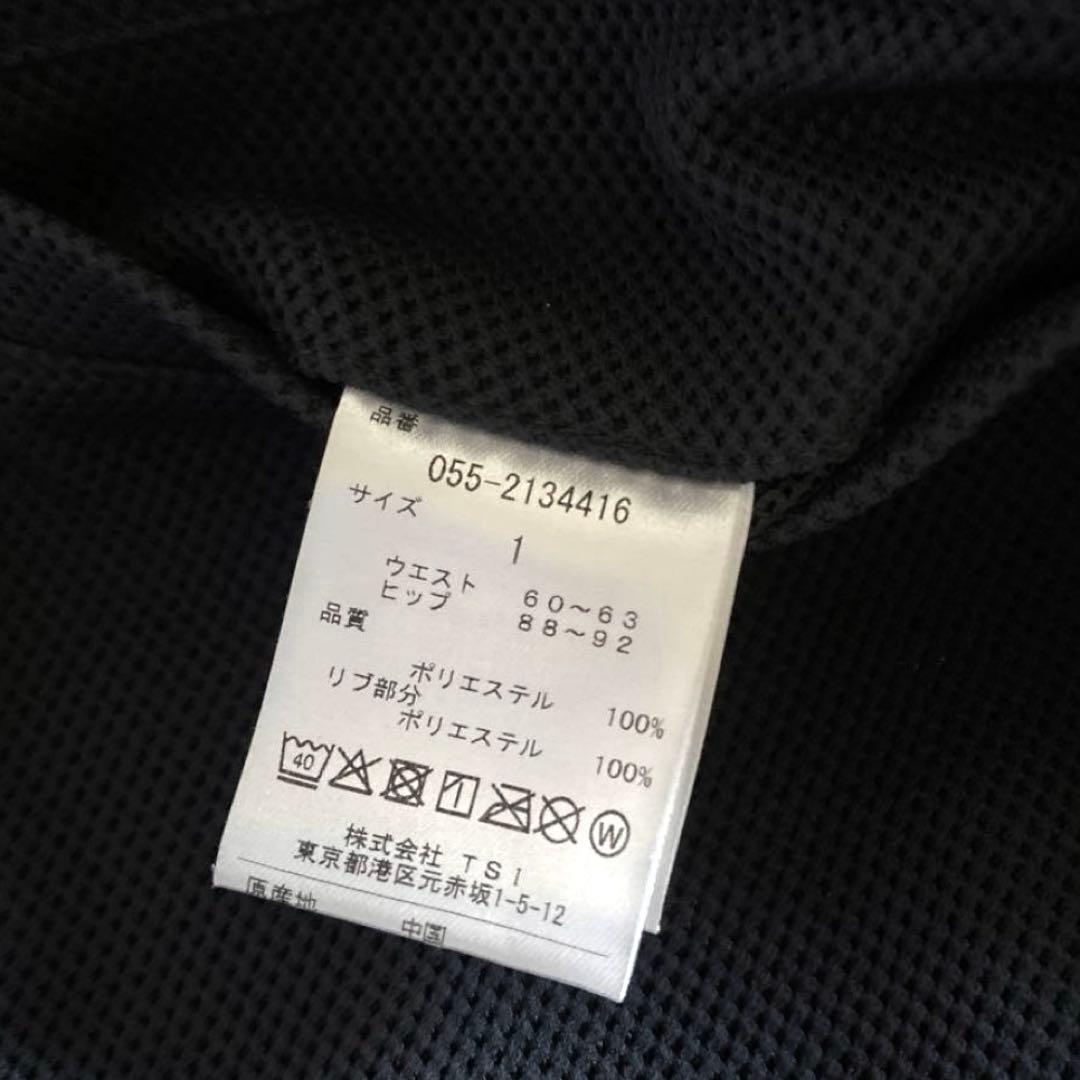 品番
055-2134416
サイズ
1
ウエスト 60~63
ヒップ 88~92
品質
ポリエステル 100%
リブ部分
ポリエステル 100%
40
W
株式会社 TSI
東京都港区元赤坂1-5-12
原産地 中国